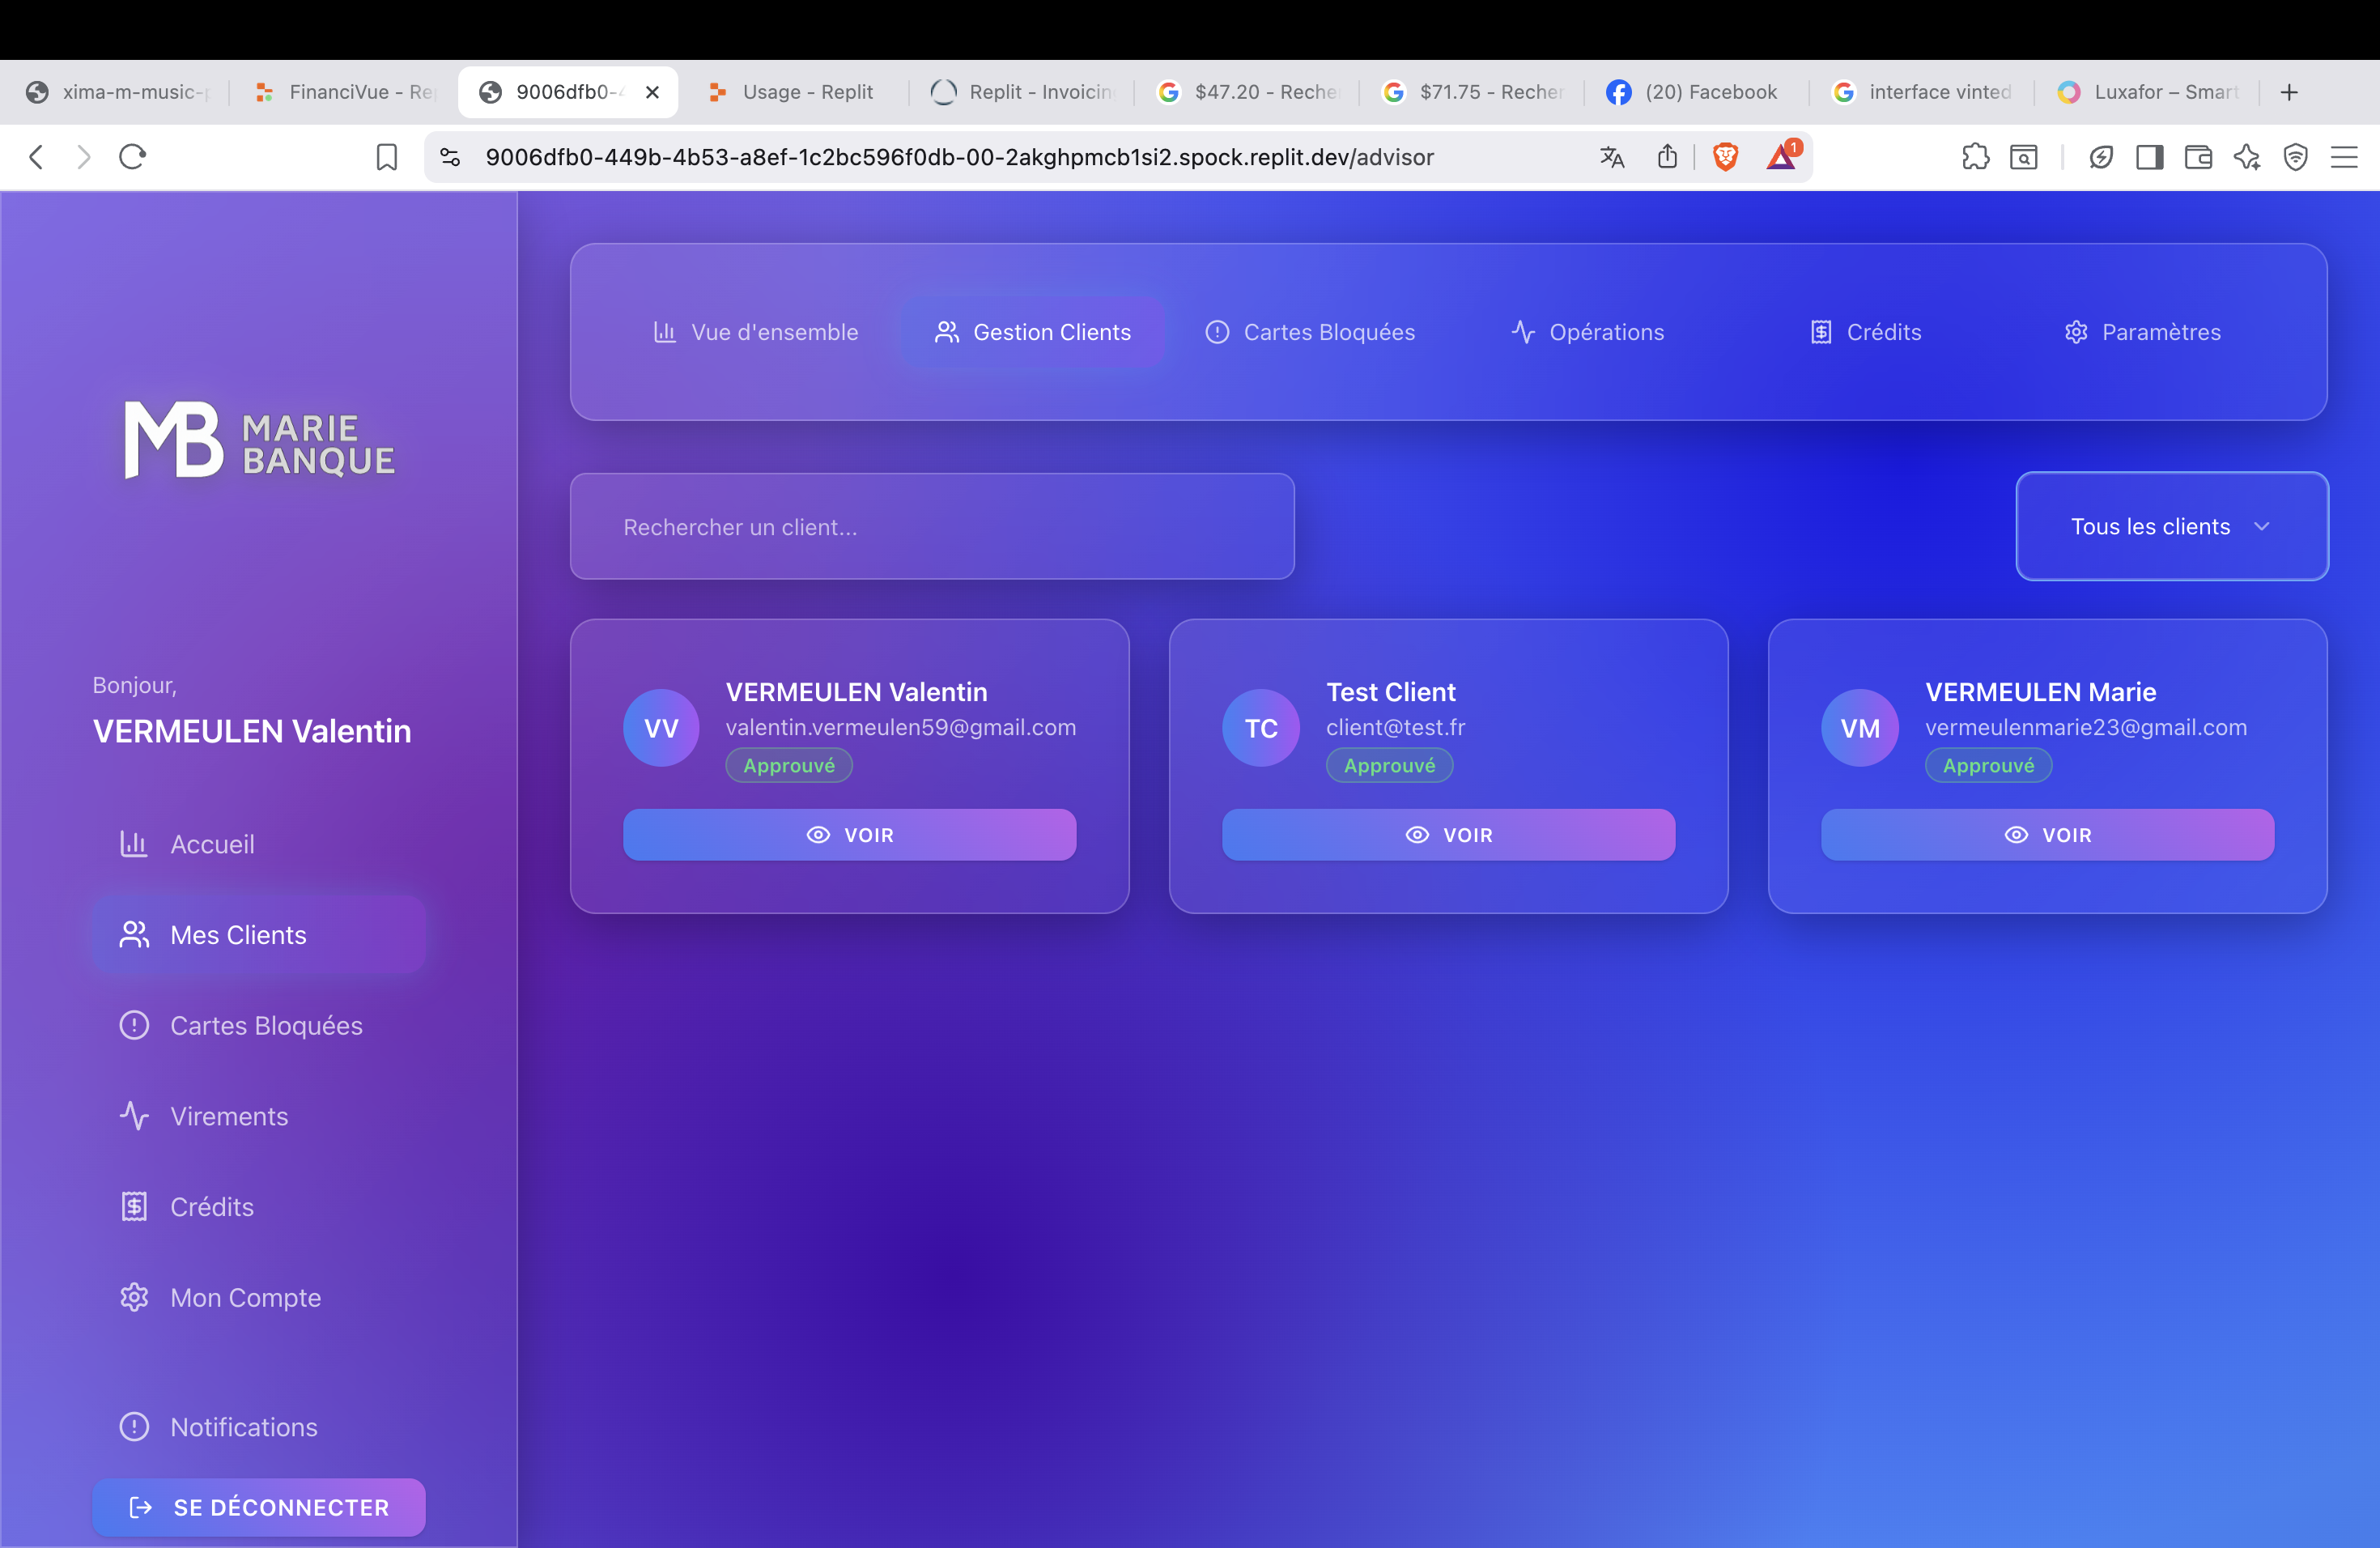 xima-m-music-p
FinanciVue - Rep
9006dfb0-4
Usage - Replit
Replit - Invoicing
$47.20 - Reche
$71.75 - Recher
(20) Facebook
interface vinted
Luxafor – Smart
9006dfb0-449b-4b53-a8ef-1c2bc596f0db-00-2akghpmcb1si2.spock.replit.dev/advisor
1
MB MARIE
BANQUE
Bonjour,
VERMEULEN Valentin
Accueil
Mes Clients
Cartes Bloquées
Virements
Crédits
Mon Compte
Notifications
SE DÉCONNECTER
Vue d'ensemble
Gestion Clients
Cartes Bloquées
Opérations
Crédits
Paramètres
Rechercher un client...
Tous les clients
VV
VERMEULEN Valentin
valentin.vermeulen59@gmail.com
Approuvé
VOIR
TC
Test Client
client@test.fr
Approuvé
VOIR
VM
VERMEULEN Marie
vermeulenmarie23@gmail.com
Approuvé
VOIR